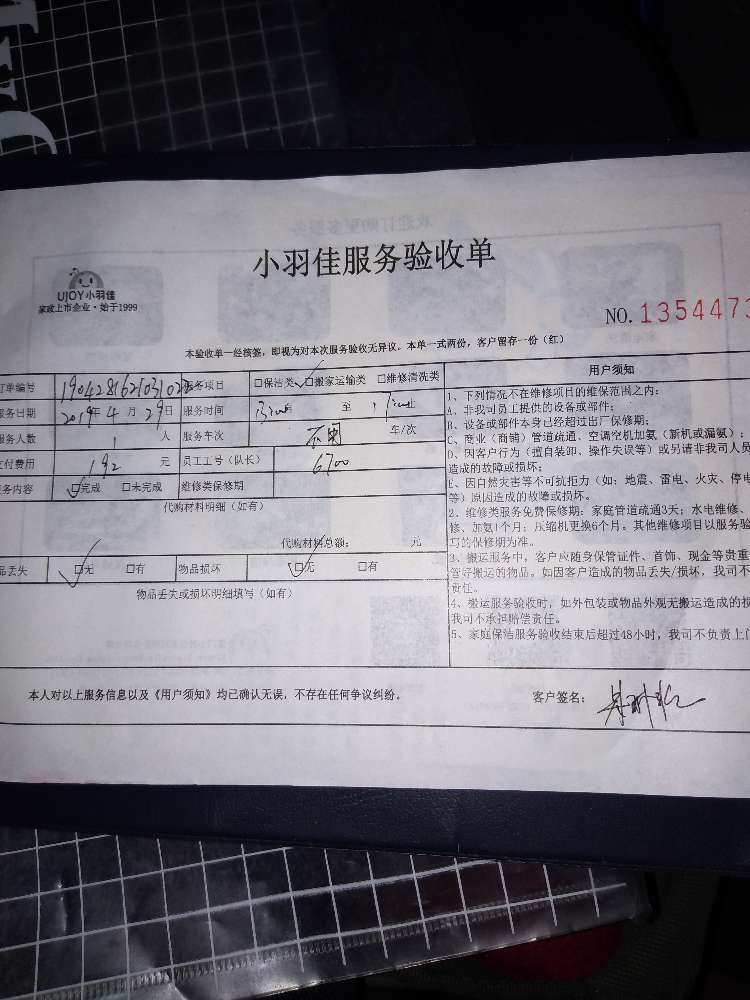 小羽佳服务验收单
UJOY小羽佳
家政上市企业·始于1999
NO. 1354473
本验收单一经核签，即视为对本次服务验收无异议。本单一式两份，客户留存一份（红）
单编号 服务项目 □保洁类 □搬家运输类 □维修清洗类
服务日期 2019年4月29日 服务时间 至
服务人数 1 人 服务车次 不用 车/次
付费用 192 元 员工工号（队长） 6700
务内容 □完成 □未完成 维修类保修期
代购材料明细（如有）
代购材料总额： 元
品丢失 □无 □有 物品损坏 □无 □有
物品丢失或损坏明细填写（如有）
用户须知
1、下列情况不在维修项目的维保范围之内：
A、非我司员工提供的设备或部件；
B、设备或部件本身已经超过出厂保修期；
C、商业（商铺）管道疏通、空调空机加氨（新机或漏氨）；
D、因客户行为（擅自装卸、操作失误等）或另请非我司人员
造成的故障或损坏；
E、因自然灾害等不可抗拒力（如：地震、雷电、火灾、停电
等）原因造成的故障或损坏。
2、维修类服务免费保修期：家庭管道疏通3天；水电维修、
修、加氨1个月；压缩机更换6个月；其他维修项目以服务验
写的保修期为准。
3、搬运服务中，客户应随身保管证件、首饰、现金等贵重
管好搬运的物品。如因客户造成的物品丢失/损坏，我司不
责任。
4、搬运服务验收时，如外包装或物品外观无搬运造成的损
我司不承担赔偿责任。
5、家庭保洁服务验收结束后超过48小时，我司不负责上门
本人对以上服务信息以及《用户须知》均已确认无误，不存在任何争议纠纷。 客户签名：